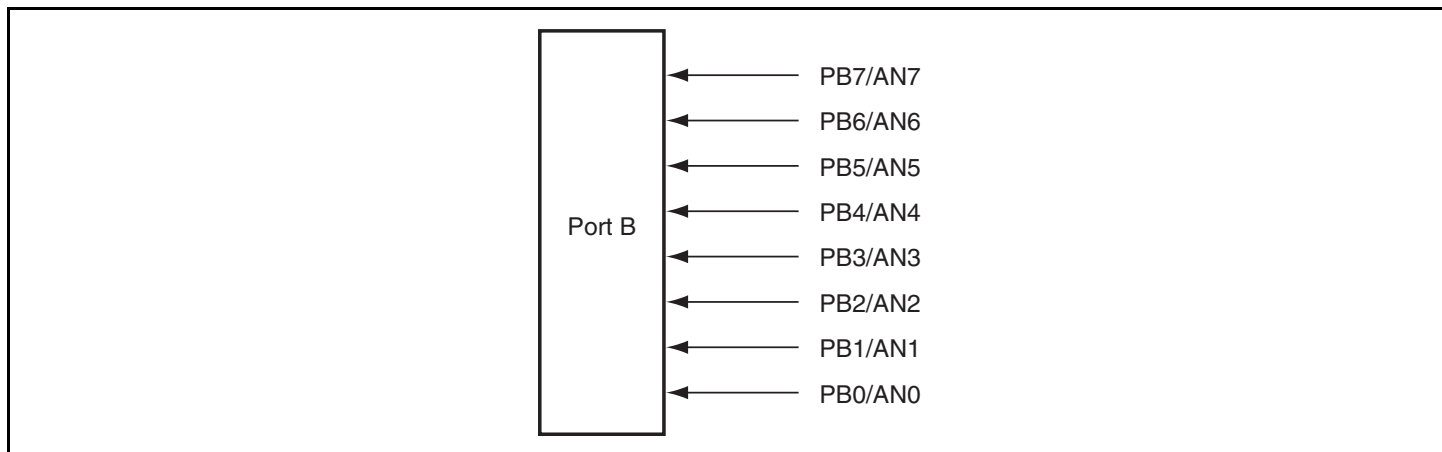 PB7/AN7
PB6/AN6
PB5/AN5
PB4/AN4
Port B
PB3/AN3
PB2/AN2
PB1/AN1
PB0/AN0